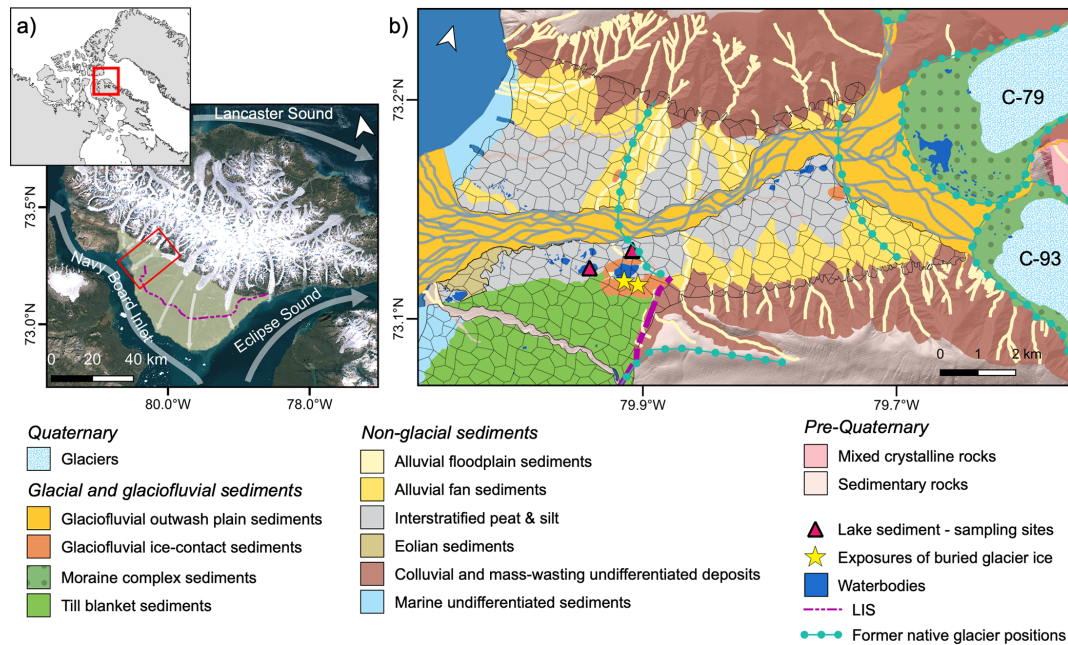 a)
b)
Lancaster Sound
Navy Board Inlet
Eclipse Sound
73.5°N
73.0°N
0 20 40 km
80.0°W 78.0°W
C-79
C-93
73.2°N
73.1°N
0 1 2 km
79.9°W 79.7°W
Quaternary
Glaciers
Glacial and glaciofluvial sediments
Glaciofluvial outwash plain sediments
Glaciofluvial ice-contact sediments
Moraine complex sediments
Till blanket sediments
Non-glacial sediments
Alluvial floodplain sediments
Alluvial fan sediments
Interstratified peat & silt
Eolian sediments
Colluvial and mass-wasting undifferentiated deposits
Marine undifferentiated sediments
Pre-Quaternary
Mixed crystalline rocks
Sedimentary rocks
Lake sediment - sampling sites
Exposures of buried glacier ice
Waterbodies
LIS
Former native glacier positions